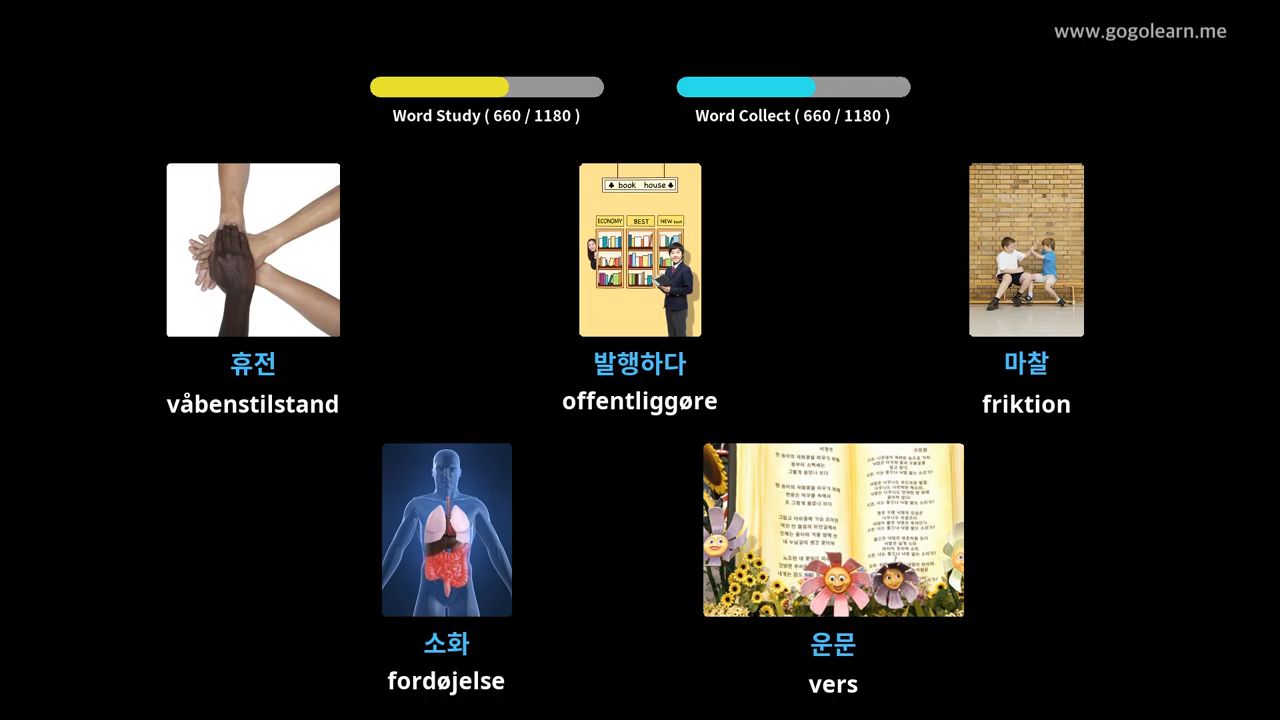 www.gogolearn.me
Word Study ( 660 / 1180 )
Word Collect ( 660 / 1180 )
book house
ECONOMY
BEST
NEW book
휴전
våbenstilstand
발행하다
offentliggøre
마찰
friktion
소화
fordøjelse
운문
vers